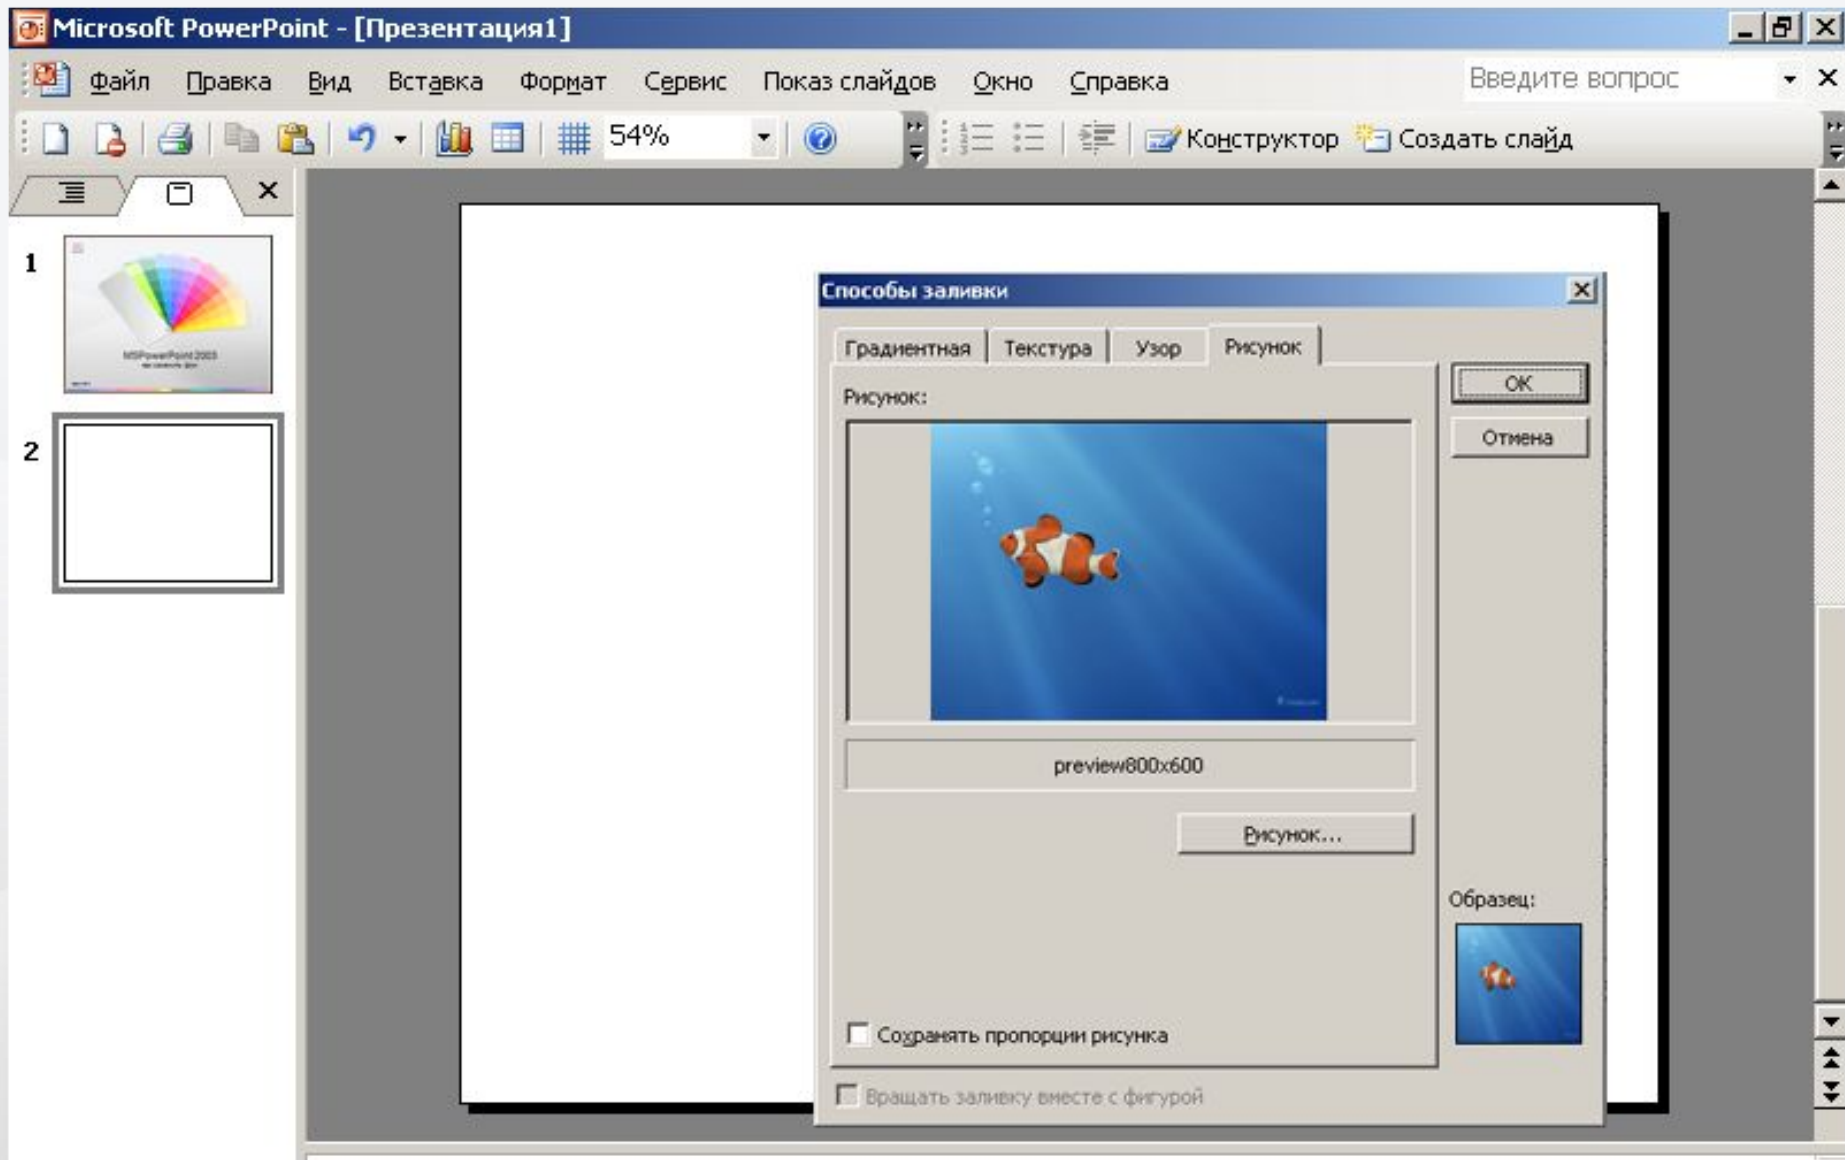 Microsoft PowerPoint - [Презентация1]
Файл Правка Вид Вставка Формат Сервис Показ слайдов Окно Справка Введите вопрос
54% Конструктор Создать слайд
1
MSPowerPoint 2003
2
Способы заливки
Градиентная Текстура Узор Рисунок
Рисунок:
ОК
Отмена
preview800x600
Рисунок...
Образец:
Сохранять пропорции рисунка
Вращать заливку вместе с фигурой